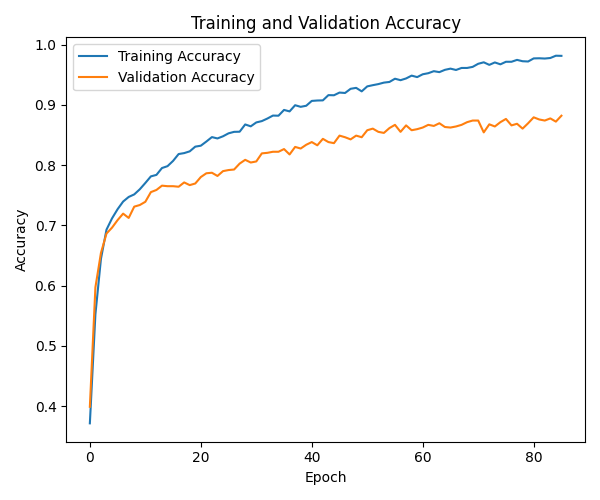 Training and Validation Accuracy
Training Accuracy
Validation Accuracy
1.0
0.9
0.8
0.7
0.6
0.5
0.4
Accuracy
0 20 40 60 80
Epoch